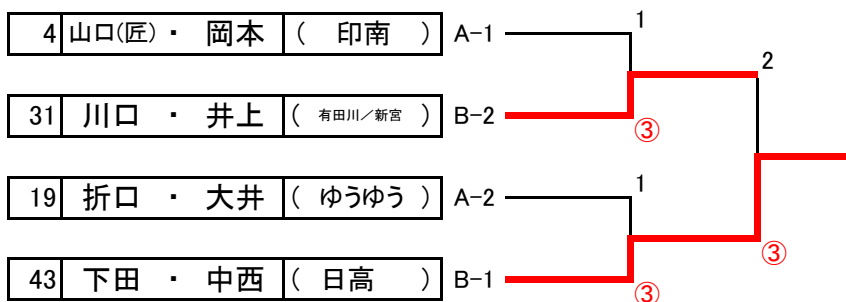 1
4 山口(匠) ・ 岡本 ( 印南 ) A-1
2
31 川口 ・ 井上 ( 有田川／新宮 ) B-2
③
1
19 折口 ・ 大井 ( ゆうゆう ) A-2
③
43 下田 ・ 中西 ( 日高 ) B-1
③